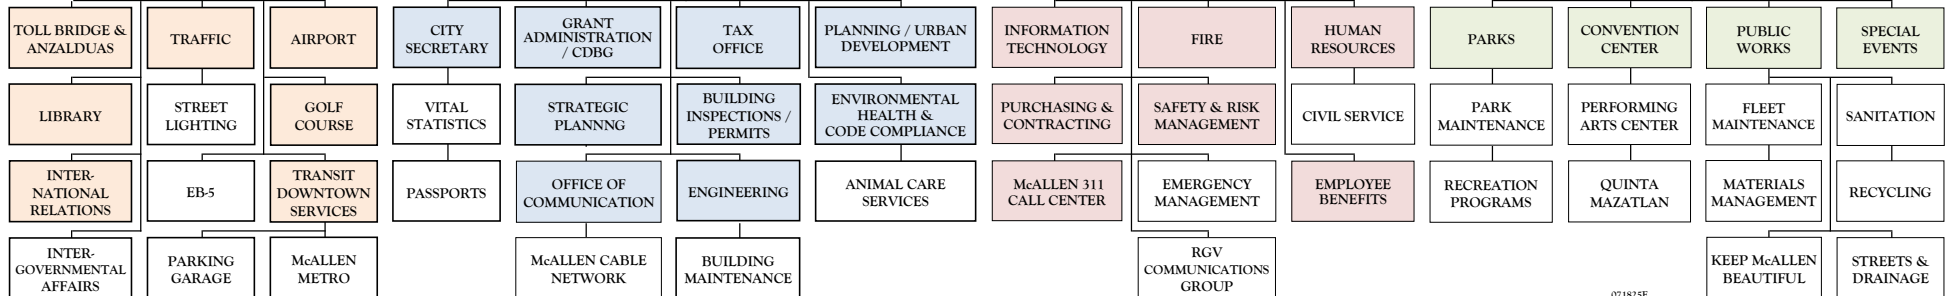 TOLL BRIDGE &
ANZALDUAS
TRAFFIC
AIRPORT
CITY
SECRETARY
GRANT
ADMINISTRATION
/ CDBG
TAX
OFFICE
PLANNING / URBAN
DEVELOPMENT
INFORMATION
TECHNOLOGY
FIRE
HUMAN
RESOURCES
PARKS
CONVENTION
CENTER
PUBLIC
WORKS
SPECIAL
EVENTS
LIBRARY
STREET
LIGHTING
GOLF
COURSE
VITAL
STATISTICS
STRATEGIC
PLANNNG
BUILDING
INSPECTIONS /
PERMITS
ENVIRONMENTAL
HEALTH &
CODE COMPLIANCE
PURCHASING &
CONTRACTING
SAFETY & RISK
MANAGEMENT
CIVIL SERVICE
PARK
MAINTENANCE
PERFORMING
ARTS CENTER
FLEET
MAINTENANCE
SANITATION
INTER-
NATIONAL
RELATIONS
EB-5
TRANSIT
DOWNTOWN
SERVICES
PASSPORTS
OFFICE OF
COMMUNICATION
ENGINEERING
ANIMAL CARE
SERVICES
McALLEN 311
CALL CENTER
EMERGENCY
MANAGEMENT
EMPLOYEE
BENEFITS
RECREATION
PROGRAMS
QUINTA
MAZATLAN
MATERIALS
MANAGEMENT
RECYCLING
INTER-
GOVERNMENTAL
AFFAIRS
PARKING
GARAGE
McALLEN
METRO
McALLEN CABLE
NETWORK
BUILDING
MAINTENANCE
RGV
COMMUNICATIONS
GROUP
KEEP McALLEN
BEAUTIFUL
STREETS &
DRAINAGE
071825F